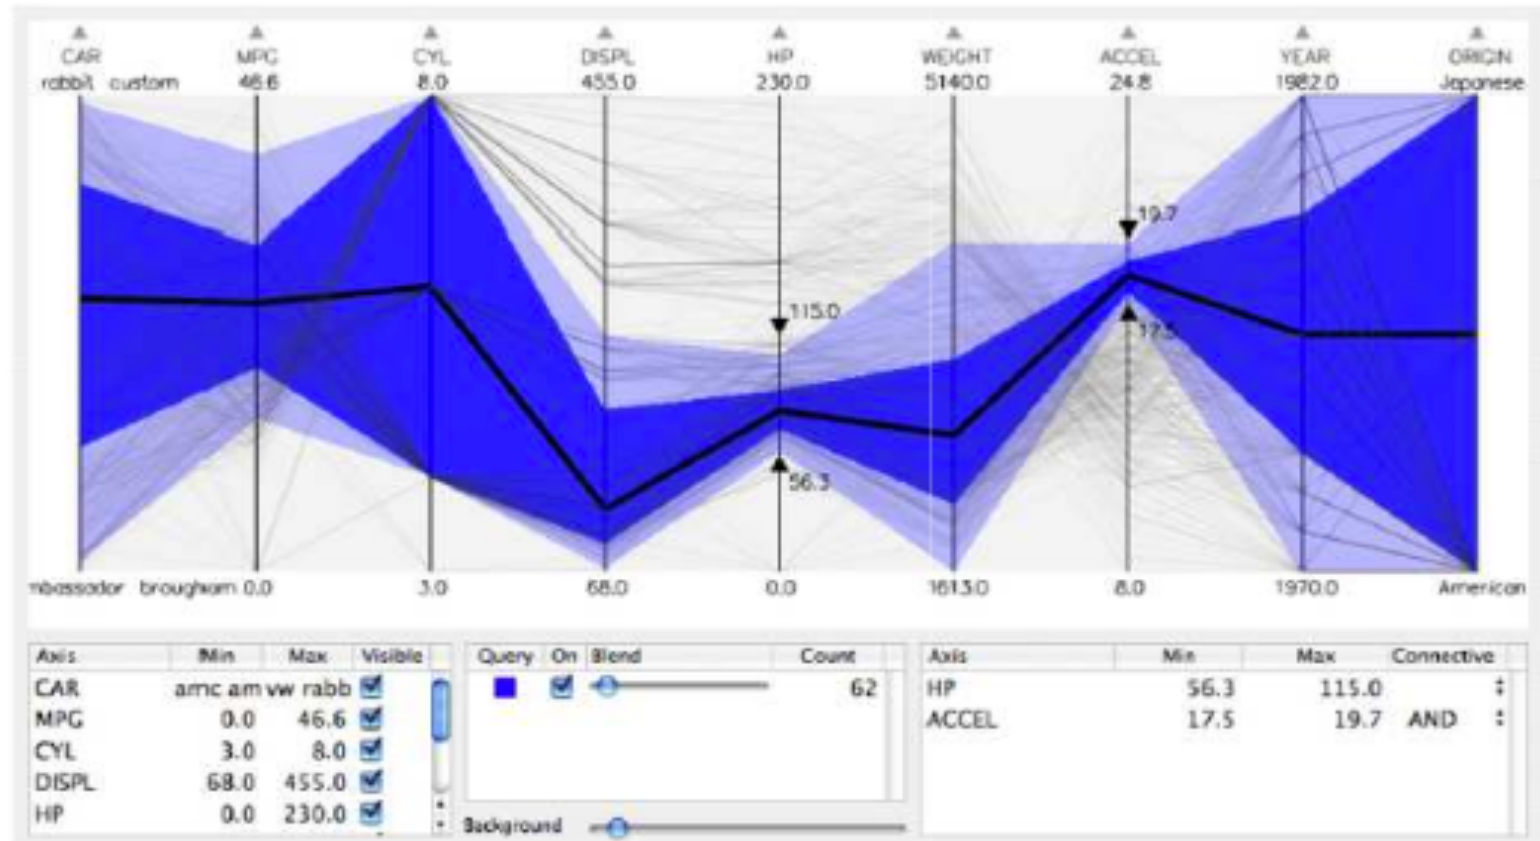 CAR MPG CYL DISPL HP WEIGHT ACCEL YEAR ORIGIN
rabbit custom 46.6 8.0 455.0 230.0 5140.0 24.8 1982.0 Japanese
19.7
115.0
17.5
56.3
mbassador brougham 0.0 3.0 68.0 0.0 1613.0 8.0 1970.0 American
Axis Min Max Visible
CAR amc am vw rabb
MPG 0.0 46.6
CYL 3.0 8.0
DISPL 68.0 455.0
HP 0.0 230.0
Query On Blend Count
62
Background
Axis Min Max Connective
HP 56.3 115.0
ACCEL 17.5 19.7 AND